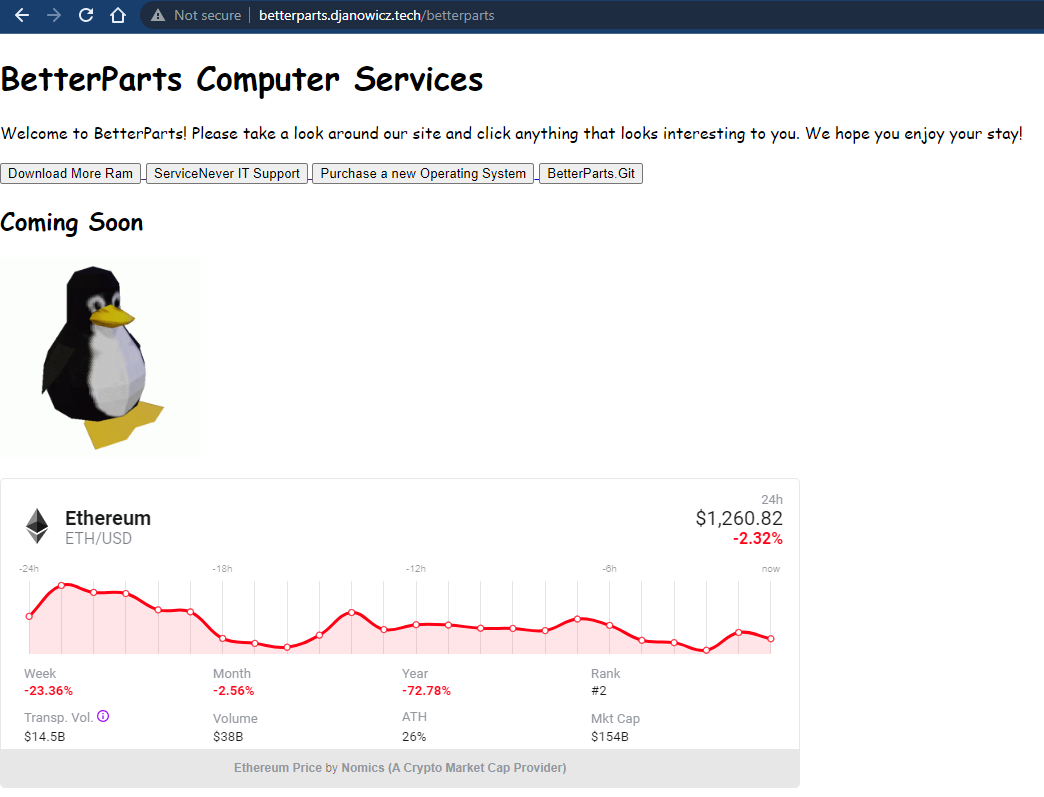 Not secure | betterparts.djanowicz.tech/betterparts
BetterParts Computer Services
Welcome to BetterParts! Please take a look around our site and click anything that looks interesting to you. We hope you enjoy your stay!
Download More Ram ServiceNever IT Support Purchase a new Operating System BetterParts.Git
Coming Soon
24h
Ethereum $1,260.82
ETH/USD -2.32%
-24h -18h -12h -6h now
Week Month Year Rank
-23.36% -2.56% -72.78% #2
Transp. Vol. Volume ATH Mkt Cap
$14.5B $38B 26% $154B
Ethereum Price by Nomics (A Crypto Market Cap Provider)